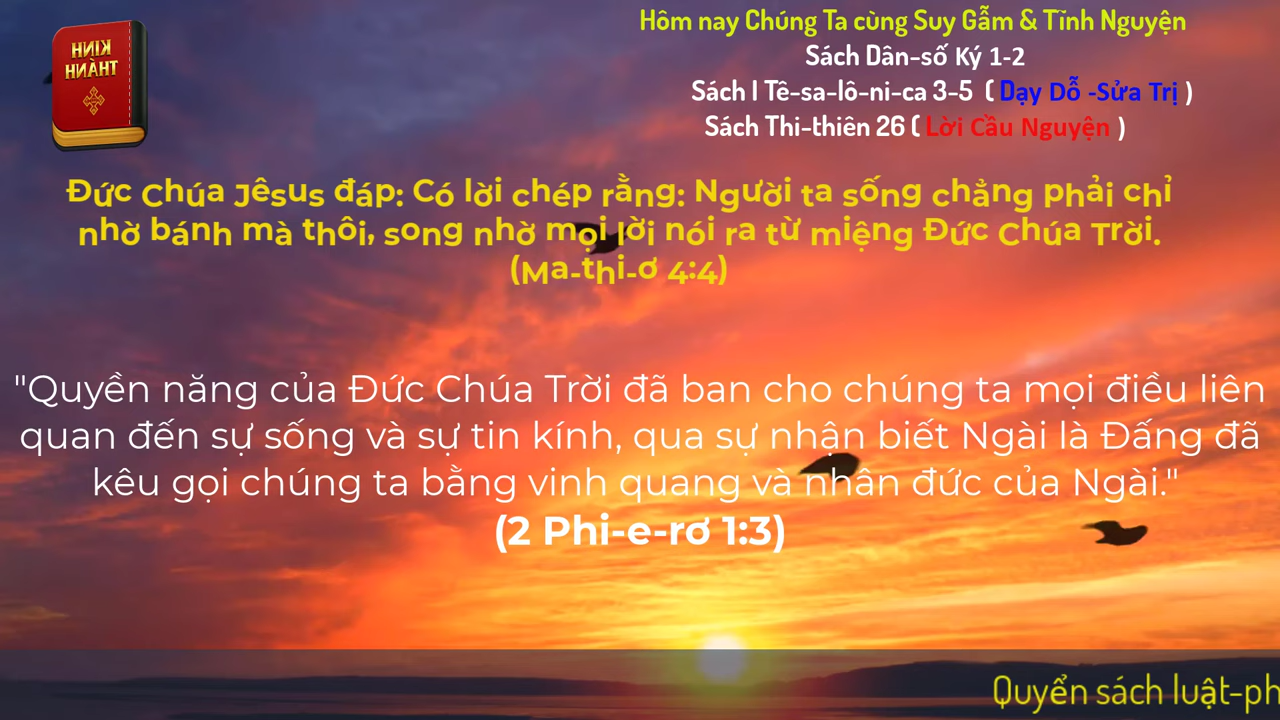 KINH
THÀNH
Hôm nay Chúng Ta cùng Suy Gẫm & Tĩnh Nguyện
Sách Dân-số Ký 1-2
Sách I Tê-sa-lô-ni-ca 3-5 ( Dạy Dỗ -Sửa Trị )
Sách Thi-thiên 26 ( Lời Cầu Nguyện )
Đức Chúa Jêsus đáp: Có lời chép rằng: Người ta sống chẳng phải chỉ
nhờ bánh mà thôi, song nhờ mọi lời nói ra từ miệng Đức Chúa Trời.
(Ma-thi-ơ 4:4)
"Quyền năng của Đức Chúa Trời đã ban cho chúng ta mọi điều liên
quan đến sự sống và sự tin kính, qua sự nhận biết Ngài là Đấng đã
kêu gọi chúng ta bằng vinh quang và nhân đức của Ngài."
(2 Phi-e-rơ 1:3)
Quyển sách luật-ph